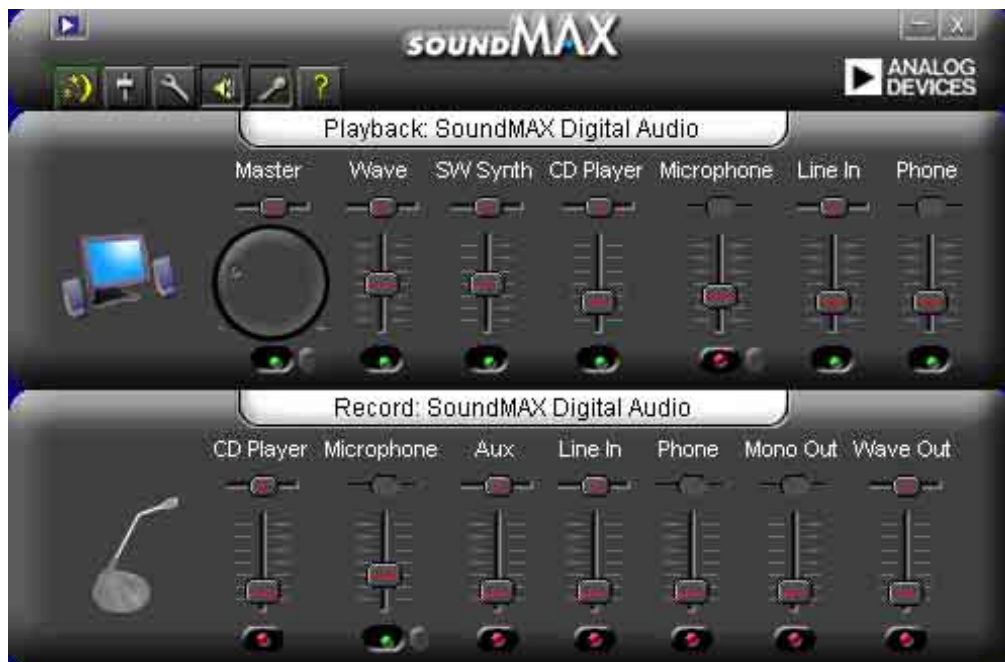 SOUNDMAX
X
?
ANALOG
DEVICES
Playback: SoundMAX Digital Audio
Master Wave SW Synth CD Player Microphone Line In Phone
Record: SoundMAX Digital Audio
CD Player Microphone Aux Line In Phone Mono Out Wave Out